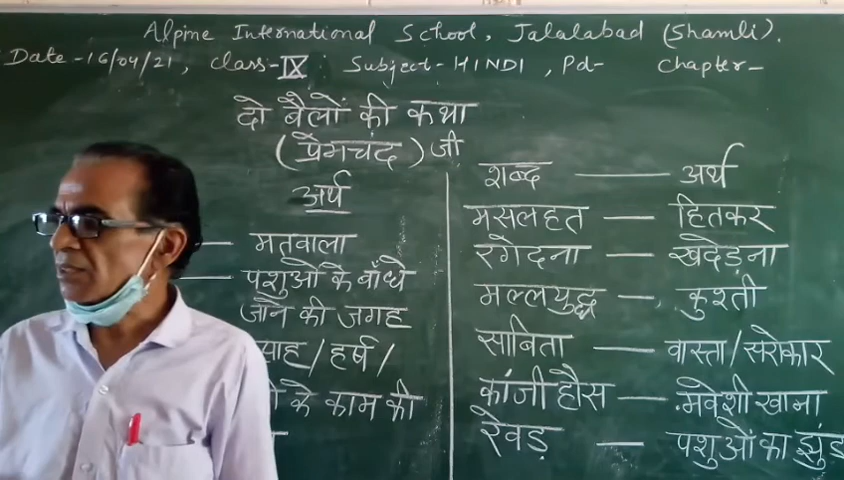 Alpine International School, Jalalabad (Shamli).
Date-16/04/21, Class-IX Subject-HINDI, Pd- Chapter-
दो बैलों की कथा
(प्रेमचंद) जी
अर्थ
— मतवाला
— पशुओं के बाँधे
जाने की जगह
साह/हर्ष/
के काम की
शब्द — अर्थ
मसलहत — हितकर
रगेदना — खदेड़ना
मल्लयुद्ध — कुश्ती
साबिता — वास्ता/सरोकार
कांजी हौस — मवेशी खाना
रेवड़ — पशुओं का झुंड